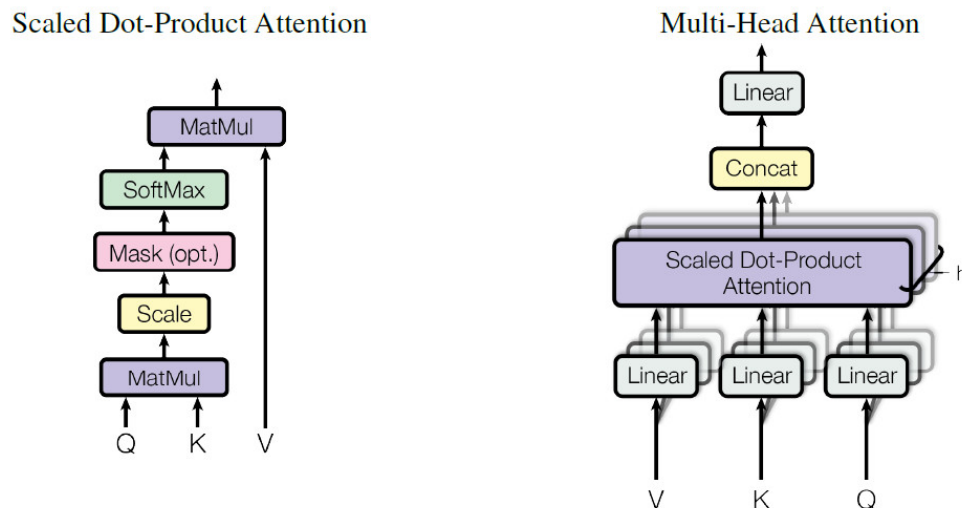 Scaled Dot-Product Attention
MatMul
SoftMax
Mask (opt.)
Scale
MatMul
Q K V
Multi-Head Attention
Linear
Concat
Scaled Dot-Product
Attention
h
Linear Linear Linear
V K Q